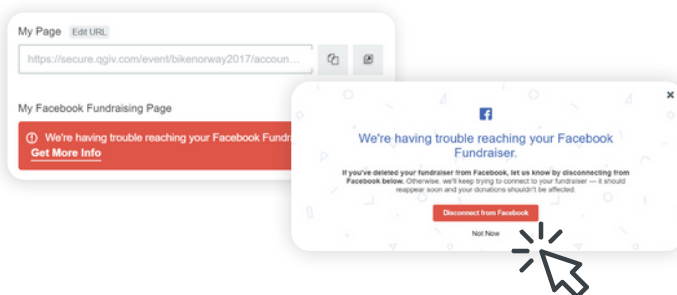 My Page Edit URL
https://secure.qgiv.com/event/bikenorway2017/accoun...
My Facebook Fundraising Page
We're having trouble reaching your Facebook Fundr
Get More Info
We're having trouble reaching your Facebook
Fundraiser.
If you've deleted your fundraiser from Facebook, let us know by disconnecting from
Facebook below. Otherwise, we'll keep trying to connect to your fundraiser — it should
reappear soon and your donations shouldn't be affected.
Disconnect from Facebook
Not Now